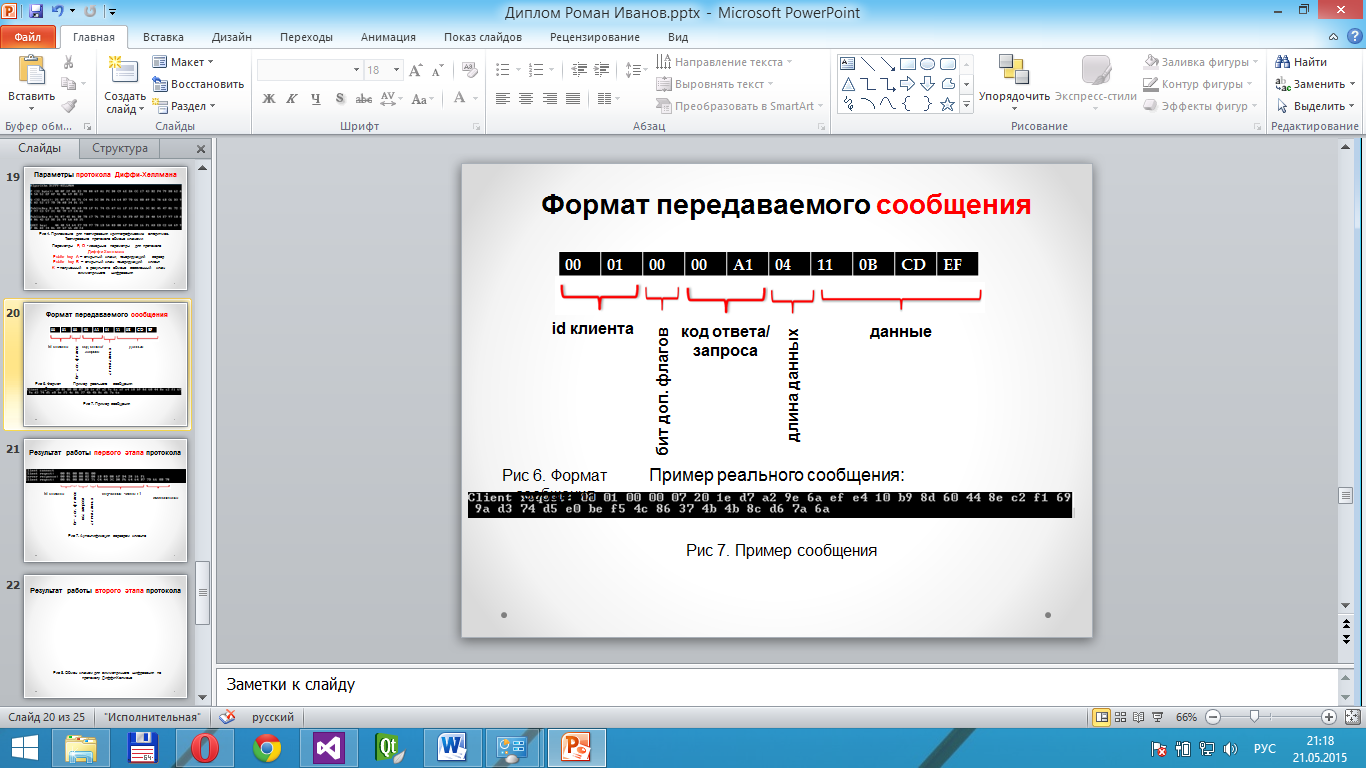 Диплом Роман Иванов.pptx - Microsoft PowerPoint
Файл Главная Вставка Дизайн Переходы Анимация Показ слайдов Рецензирование Вид
Вставить
Буфер обм...
Создать слайд
Макет
Восстановить
Раздел
Слайды
18
Ж К Ч S abc AV Aa A
Шрифт
Направление текста
Выровнять текст
Преобразовать в SmartArt
Абзац
Упорядочить
Экспресс-стили
Заливка фигуры
Контур фигуры
Эффекты фигур
Рисование
Найти
Заменить
Выделить
Редактирование
Слайды Структура
19
Параметры протокола Диффи-Хеллмана
20
Формат передаваемого сообщения
Рис 7. Пример сообщения
21
Результат работы первого этапа протокола
22
Результат работы второго этапа протокола
Формат передаваемого сообщения
00 01 00 00 A1 04 11 0B CD EF
id клиента
бит доп. флагов
код ответа/
запроса
длина данных
данные
Рис 6. Формат
Пример реального сообщения:
Client request: 00 01 00 00 07 20 1e d7 a2 9e 6a ef e4 10 b9 8d 60 44 8e c2 f1 69
9a d3 74 d5 e0 be f5 4c 86 37 4b 4b 8c d6 7a 6a
Рис 7. Пример сообщения
Заметки к слайду
Слайд 20 из 25 "Исполнительная" русский 66%
РУС
21:18
21.05.2015